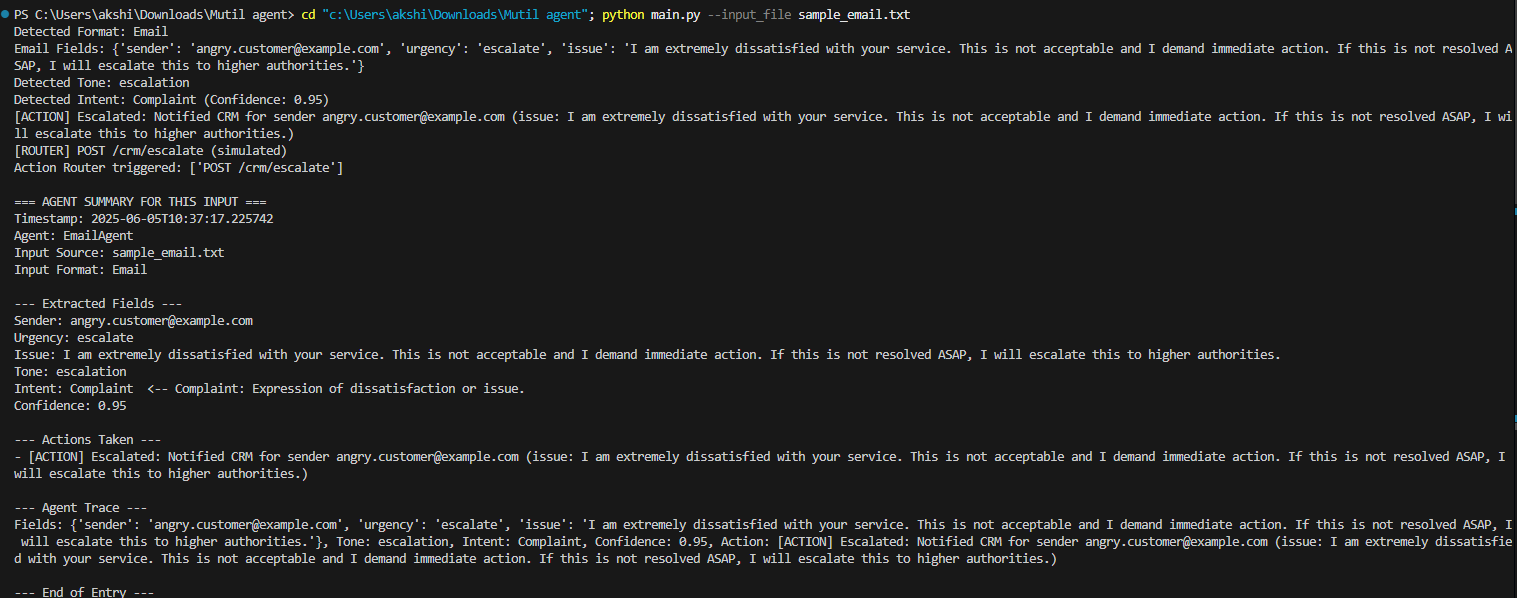 PS C:\Users\akshi\Downloads\Mutil agent> cd "c:\Users\akshi\Downloads\Mutil agent"; python main.py --input_file sample_email.txt
Detected Format: Email
Email Fields: {'sender': 'angry.customer@example.com', 'urgency': 'escalate', 'issue': 'I am extremely dissatisfied with your service. This is not acceptable and I demand immediate action. If this is not resolved A
SAP, I will escalate this to higher authorities.'}
Detected Tone: escalation
Detected Intent: Complaint (Confidence: 0.95)
[ACTION] Escalated: Notified CRM for sender angry.customer@example.com (issue: I am extremely dissatisfied with your service. This is not acceptable and I demand immediate action. If this is not resolved ASAP, I wi
ll escalate this to higher authorities.)
[ROUTER] POST /crm/escalate (simulated)
Action Router triggered: ['POST /crm/escalate']

=== AGENT SUMMARY FOR THIS INPUT ===
Timestamp: 2025-06-05T10:37:17.225742
Agent: EmailAgent
Input Source: sample_email.txt
Input Format: Email

--- Extracted Fields ---
Sender: angry.customer@example.com
Urgency: escalate
Issue: I am extremely dissatisfied with your service. This is not acceptable and I demand immediate action. If this is not resolved ASAP, I will escalate this to higher authorities.
Tone: escalation
Intent: Complaint  <-- Complaint: Expression of dissatisfaction or issue.
Confidence: 0.95

--- Actions Taken ---
- [ACTION] Escalated: Notified CRM for sender angry.customer@example.com (issue: I am extremely dissatisfied with your service. This is not acceptable and I demand immediate action. If this is not resolved ASAP, I
will escalate this to higher authorities.)

--- Agent Trace ---
Fields: {'sender': 'angry.customer@example.com', 'urgency': 'escalate', 'issue': 'I am extremely dissatisfied with your service. This is not acceptable and I demand immediate action. If this is not resolved ASAP, I
 will escalate this to higher authorities.'}, Tone: escalation, Intent: Complaint, Confidence: 0.95, Action: [ACTION] Escalated: Notified CRM for sender angry.customer@example.com (issue: I am extremely dissatisfie
d with your service. This is not acceptable and I demand immediate action. If this is not resolved ASAP, I will escalate this to higher authorities.)

--- End of Entry ---